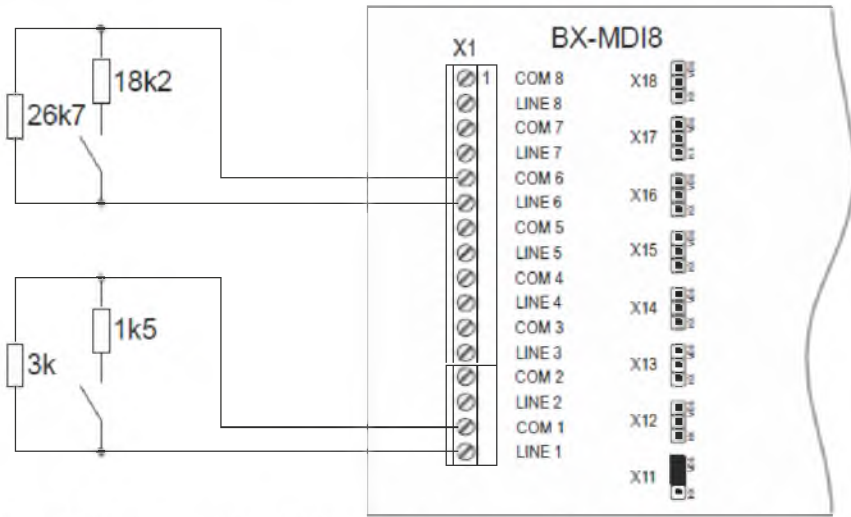 BX-MDI8
X1
18k2
26k7
1
COM 8
LINE 8
COM 7
LINE 7
COM 6
LINE 6
COM 5
LINE 5
COM 4
LINE 4
COM 3
LINE 3
COM 2
LINE 2
COM 1
LINE 1
1k5
3k
X18
X17
X16
X15
X14
X13
X12
X11